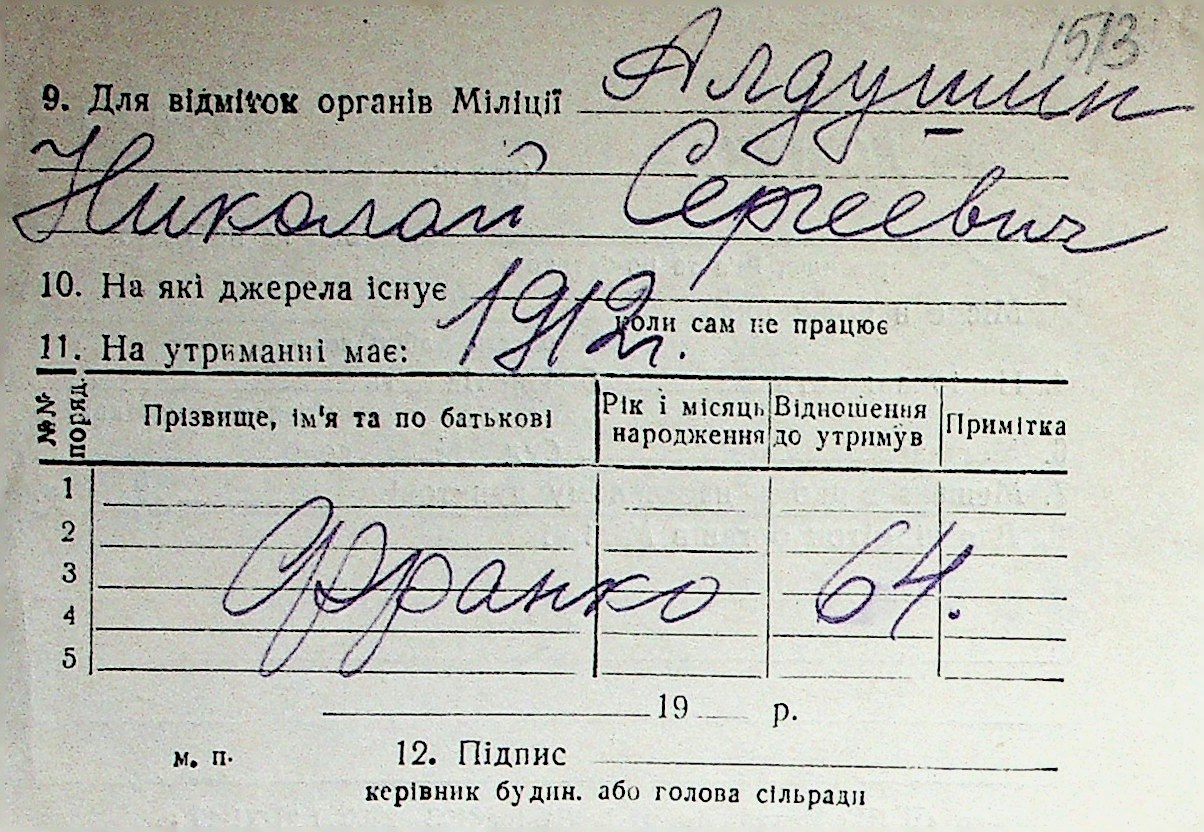 1513
9. Для відміток органів Міліції Алдушин
Николай Сергеевич
10. На які джерела існує
1912г.
коли сам не працює
11. На утриманні має:
№№ поряд. Прізвище, ім'я та по батькові Рік і місяць народження Відношення до утримув Примітка
1
2
3 Франко 64.
4
5
19 р.
м. п. 12. Підпис
керівник будин. або голова сільради